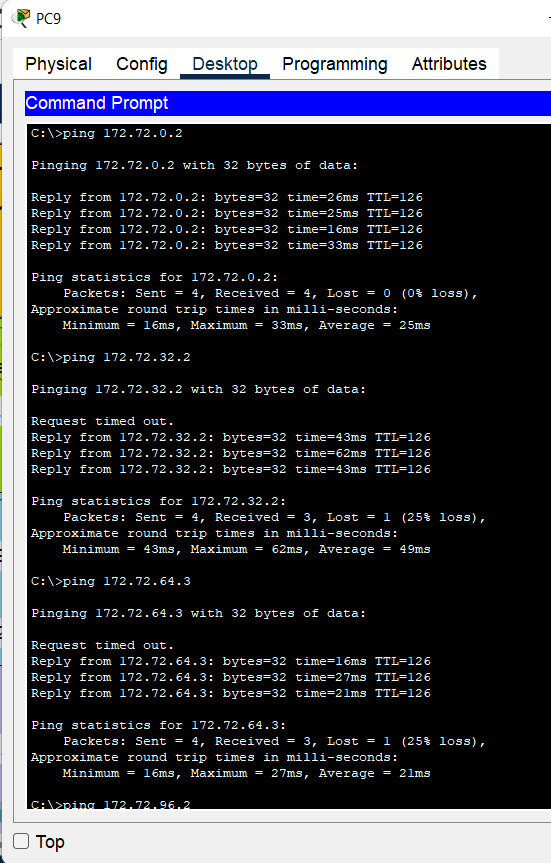 PC9
Physical Config Desktop Programming Attributes
Command Prompt
C:\>ping 172.72.0.2
Pinging 172.72.0.2 with 32 bytes of data:
Reply from 172.72.0.2: bytes=32 time=26ms TTL=126
Reply from 172.72.0.2: bytes=32 time=25ms TTL=126
Reply from 172.72.0.2: bytes=32 time=16ms TTL=126
Reply from 172.72.0.2: bytes=32 time=33ms TTL=126
Ping statistics for 172.72.0.2:
Packets: Sent = 4, Received = 4, Lost = 0 (0% loss),
Approximate round trip times in milli-seconds:
Minimum = 16ms, Maximum = 33ms, Average = 25ms
C:\>ping 172.72.32.2
Pinging 172.72.32.2 with 32 bytes of data:
Request timed out.
Reply from 172.72.32.2: bytes=32 time=43ms TTL=126
Reply from 172.72.32.2: bytes=32 time=62ms TTL=126
Reply from 172.72.32.2: bytes=32 time=43ms TTL=126
Ping statistics for 172.72.32.2:
Packets: Sent = 4, Received = 3, Lost = 1 (25% loss),
Approximate round trip times in milli-seconds:
Minimum = 43ms, Maximum = 62ms, Average = 49ms
C:\>ping 172.72.64.3
Pinging 172.72.64.3 with 32 bytes of data:
Request timed out.
Reply from 172.72.64.3: bytes=32 time=16ms TTL=126
Reply from 172.72.64.3: bytes=32 time=27ms TTL=126
Reply from 172.72.64.3: bytes=32 time=21ms TTL=126
Ping statistics for 172.72.64.3:
Packets: Sent = 4, Received = 3, Lost = 1 (25% loss),
Approximate round trip times in milli-seconds:
Minimum = 16ms, Maximum = 27ms, Average = 21ms
C:\>ping 172.72.96.2
Top